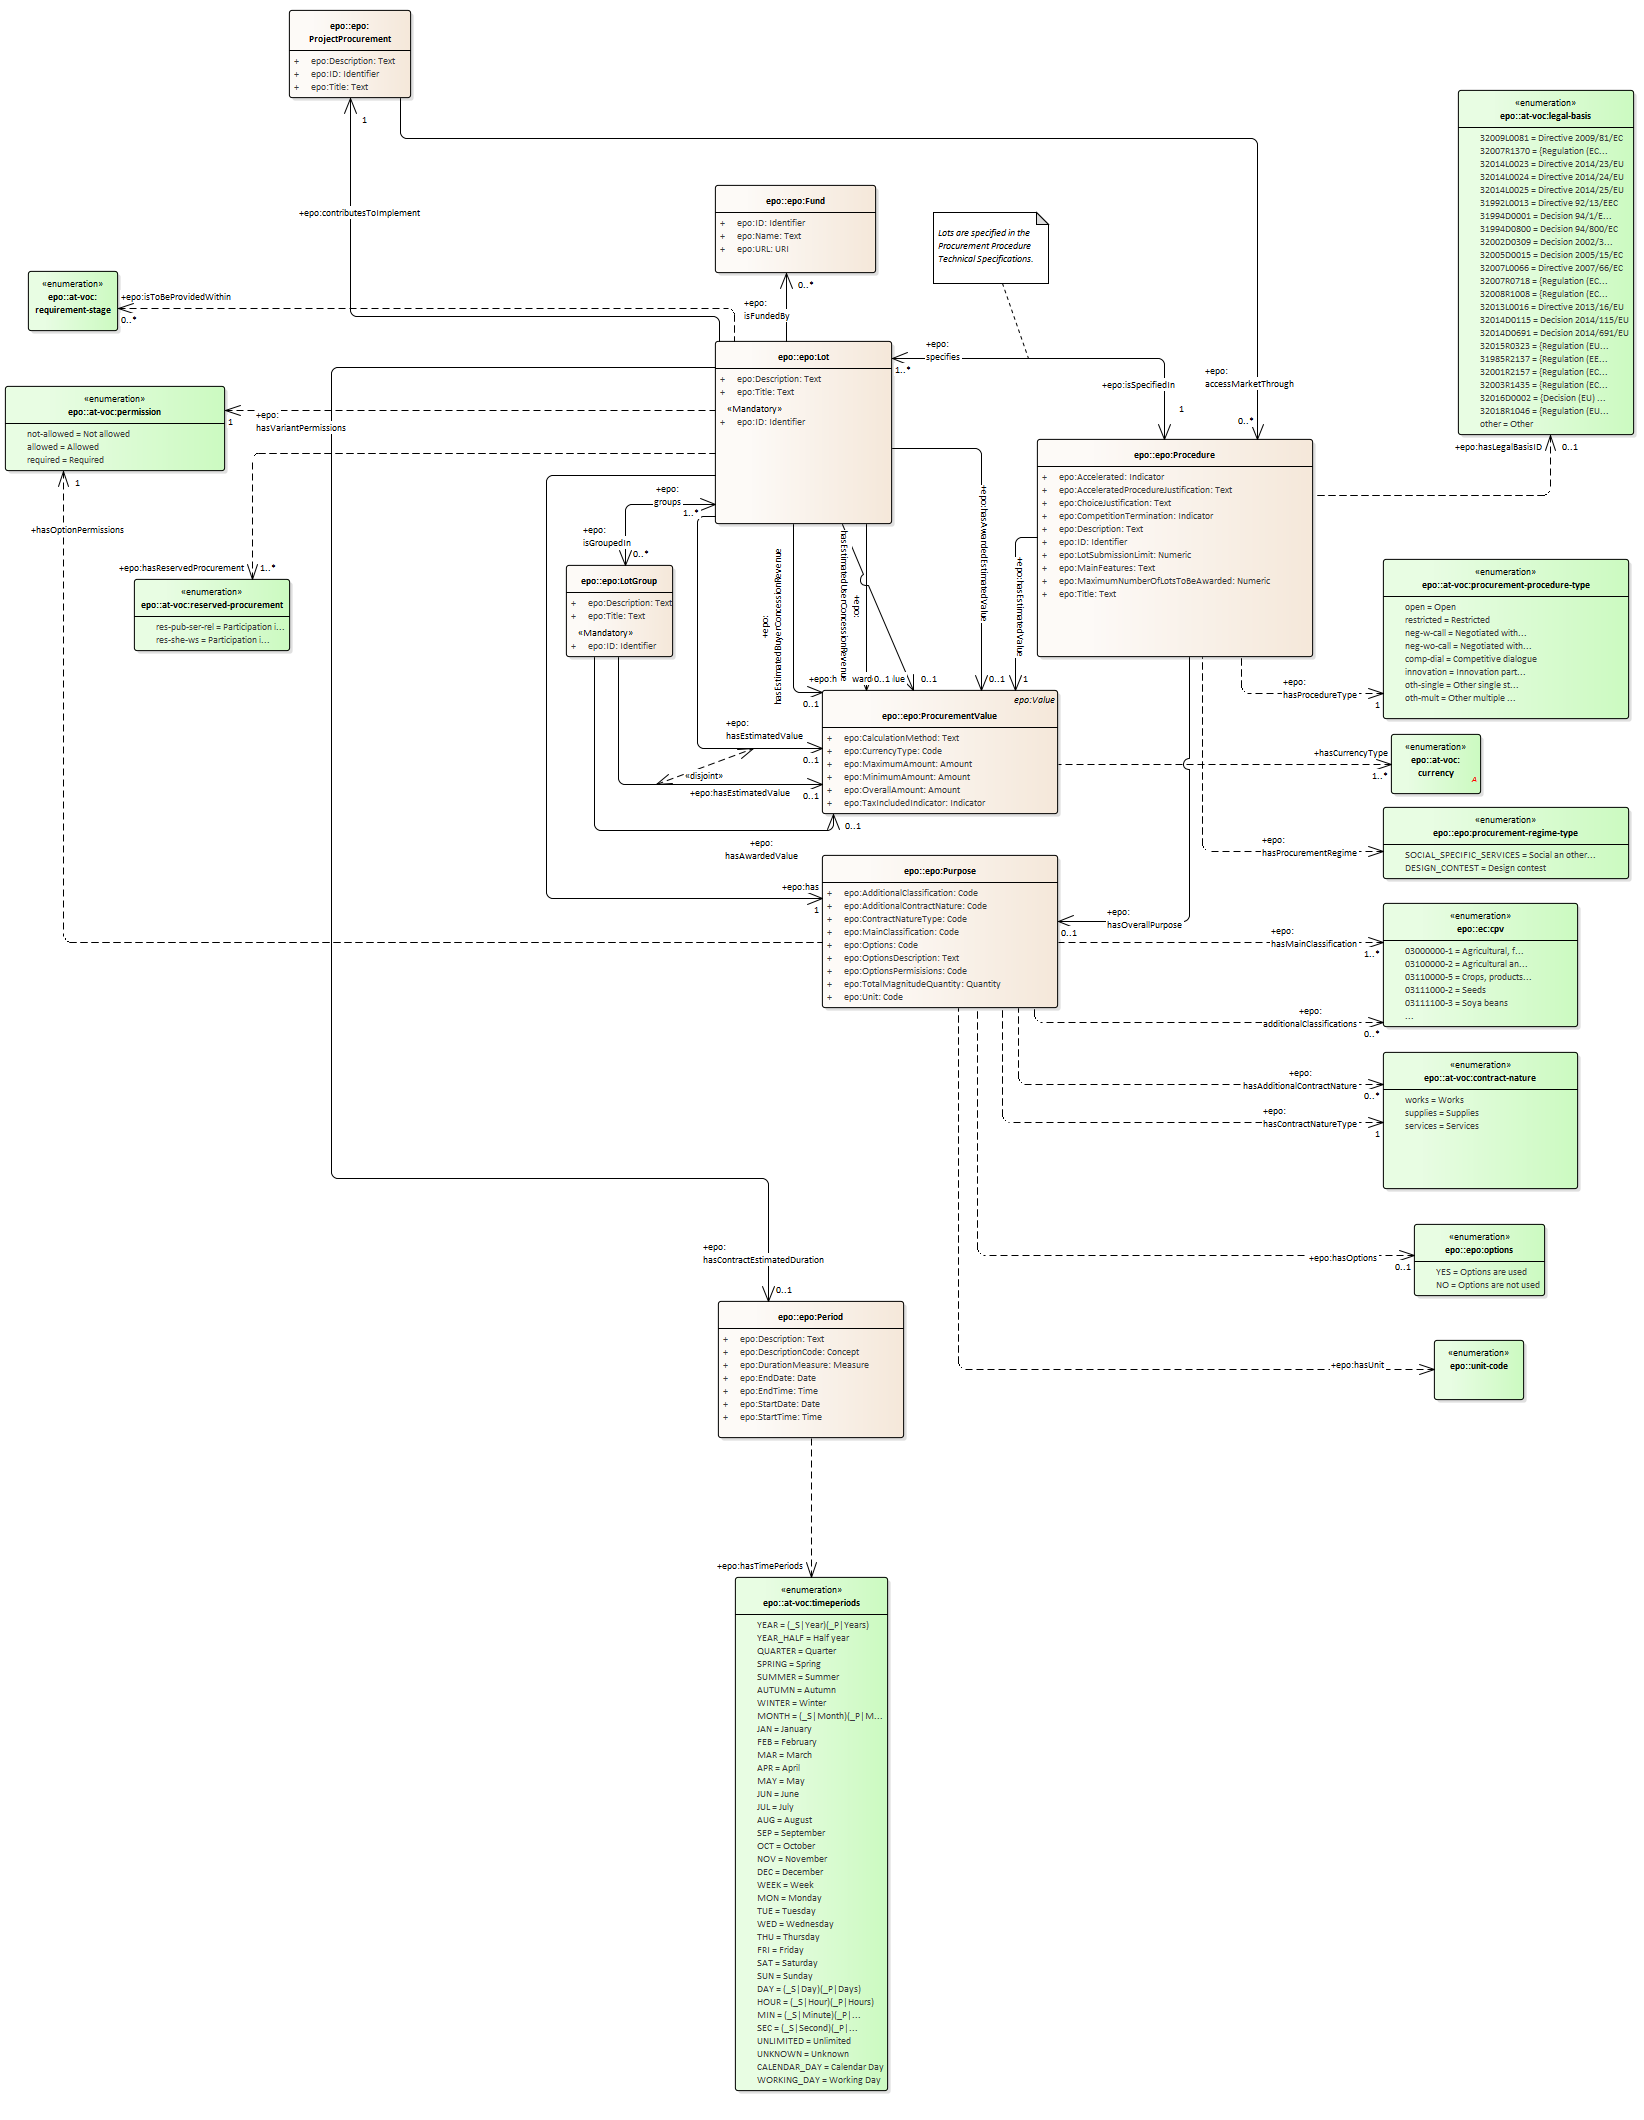 epo::epo:
ProjectProcurement
+ epo:Description: Text
+ epo:ID: Identifier
+ epo:Title: Text
1
+epo:contributesToImplement
epo::epo:Fund
+ epo:ID: Identifier
+ epo:Name: Text
+ epo:URL: URI
0..*
+epo:
isFundedBy
Lots are specified in the
Procurement Procedure
Technical Specifications.
«enumeration»
epo::at-voc:legal-basis
32009L0081 = Directive 2009/81/EC
32007R1370 = {Regulation (EC...
32014L0023 = Directive 2014/23/EU
32014L0024 = Directive 2014/24/EU
32014L0025 = Directive 2014/25/EU
31992L0013 = Directive 92/13/EEC
31994D0001 = Decision 94/1/E...
31994D0800 = Decision 94/800/EC
32002D0309 = Decision 2002/3...
32005D0015 = Decision 2005/15/EC
32007L0066 = Directive 2007/66/EC
32007R0718 = {Regulation (EC...
32008R1008 = {Regulation (EC...
32013L0016 = Directive 2013/16/EU
32014D0115 = Decision 2014/115/EU
32014D0691 = Decision 2014/691/EU
32015R0323 = {Regulation (EU...
31985R2137 = {Regulation (EE...
32001R2157 = {Regulation (EC...
32003R1435 = {Regulation (EC...
32016D0002 = {Decision (EU) ...
32018R1046 = {Regulation (EU...
other = Other
+epo:hasLegalBasisID 0..1
«enumeration»
epo::at-voc:
requirement-stage
+epo:isToBeProvidedWithin
0..*
epo::epo:Lot
+ epo:Description: Text
+ epo:Title: Text
«Mandatory»
+ epo:ID: Identifier
+epo:
specifies
1..*
+epo:isSpecifiedIn
1
+epo:
accessMarketThrough
0..*
«enumeration»
epo::at-voc:permission
not-allowed = Not allowed
allowed = Allowed
required = Required
1
+epo:
hasVariantPermissions
1
+hasOptionPermissions
+epo:hasReservedProcurement 1..*
«enumeration»
epo::at-voc:reserved-procurement
res-pub-ser-rel = Participation i...
res-she-ws = Participation i...
+epo:
groups
1..*
+epo:
isGroupedIn
0..*
epo::epo:LotGroup
+ epo:Description: Text
+ epo:Title: Text
«Mandatory»
+ epo:ID: Identifier
epo::epo:Procedure
+ epo:Accelerated: Indicator
+ epo:AcceleratedProcedureJustification: Text
+ epo:ChoiceJustification: Text
+ epo:CompetitionTermination: Indicator
+ epo:Description: Text
+ epo:ID: Identifier
+ epo:LotSubmissionLimit: Numeric
+ epo:MainFeatures: Text
+ epo:MaximumNumberOfLotsToBeAwarded: Numeric
+ epo:Title: Text
+epo:
hasEstimatedBuyerConcessionRevenue
0..1
+epo:
hasEstimatedUserConcessionRevenue
0..1
+epo:h
0..1
+epo:hasAwardedEstimatedValue
0..1
+epo:hasEstimatedValue
1
epo:Value
epo::epo:ProcurementValue
+ epo:CalculationMethod: Text
+ epo:CurrencyType: Code
+ epo:MaximumAmount: Amount
+ epo:MinimumAmount: Amount
+ epo:OverallAmount: Amount
+ epo:TaxIncludedIndicator: Indicator
+epo:
hasEstimatedValue
0..1
«disjoint»
+epo:hasEstimatedValue
0..1
0..1
+epo:
hasAwardedValue
+epo:
hasProcedureType
1
«enumeration»
epo::at-voc:procurement-procedure-type
open = Open
restricted = Restricted
neg-w-call = Negotiated with...
neg-wo-call = Negotiated with...
comp-dial = Competitive dialogue
innovation = Innovation part...
oth-single = Other single st...
oth-mult = Other multiple ...
+hasCurrencyType
1..*
«enumeration»
epo::at-voc:
currency
A
+epo:
hasProcurementRegime
«enumeration»
epo::epo:procurement-regime-type
SOCIAL_SPECIFIC_SERVICES = Social an other...
DESIGN_CONTEST = Design contest
epo::epo:Purpose
+ epo:AdditionalClassification: Code
+ epo:AdditionalContractNature: Code
+ epo:ContractNatureType: Code
+ epo:MainClassification: Code
+ epo:Options: Code
+ epo:OptionsDescription: Text
+ epo:OptionsPermisisions: Code
+ epo:TotalMagnitudeQuantity: Quantity
+ epo:Unit: Code
+epo:has
1
+epo:
hasOverallPurpose
0..1
+epo:
hasMainClassification
1..*
«enumeration»
epo::ec:cpv
03000000-1 = Agricultural, f...
03100000-2 = Agricultural an...
03110000-5 = Crops, products...
03111000-2 = Seeds
03111100-3 = Soya beans
...
+epo:
additionalClassifications
0..*
+epo:
hasAdditionalContractNature
0..*
+epo:
hasContractNatureType
1
«enumeration»
epo::at-voc:contract-nature
works = Works
supplies = Supplies
services = Services
+epo:hasOptions
0..1
«enumeration»
epo::epo:options
YES = Options are used
NO = Options are not used
+epo:hasUnit
«enumeration»
epo::unit-code
+epo:
hasContractEstimatedDuration
0..1
epo::epo:Period
+ epo:Description: Text
+ epo:DescriptionCode: Concept
+ epo:DurationMeasure: Measure
+ epo:EndDate: Date
+ epo:EndTime: Time
+ epo:StartDate: Date
+ epo:StartTime: Time
+epo:hasTimePeriods
«enumeration»
epo::at-voc:timeperiods
YEAR = (_S|Year)(_P|Years)
YEAR_HALF = Half year
QUARTER = Quarter
SPRING = Spring
SUMMER = Summer
AUTUMN = Autumn
WINTER = Winter
MONTH = (_S|Month)(_P|M...
JAN = January
FEB = February
MAR = March
APR = April
MAY = May
JUN = June
JUL = July
AUG = August
SEP = September
OCT = October
NOV = November
DEC = December
WEEK = Week
MON = Monday
TUE = Tuesday
WED = Wednesday
THU = Thursday
FRI = Friday
SAT = Saturday
SUN = Sunday
DAY = (_S|Day)(_P|Days)
HOUR = (_S|Hour)(_P|Hours)
MIN = (_S|Minute)(_P|...
SEC = (_S|Second)(_P|...
UNLIMITED = Unlimited
UNKNOWN = Unknown
CALENDAR_DAY = Calendar Day
WORKING_DAY = Working Day